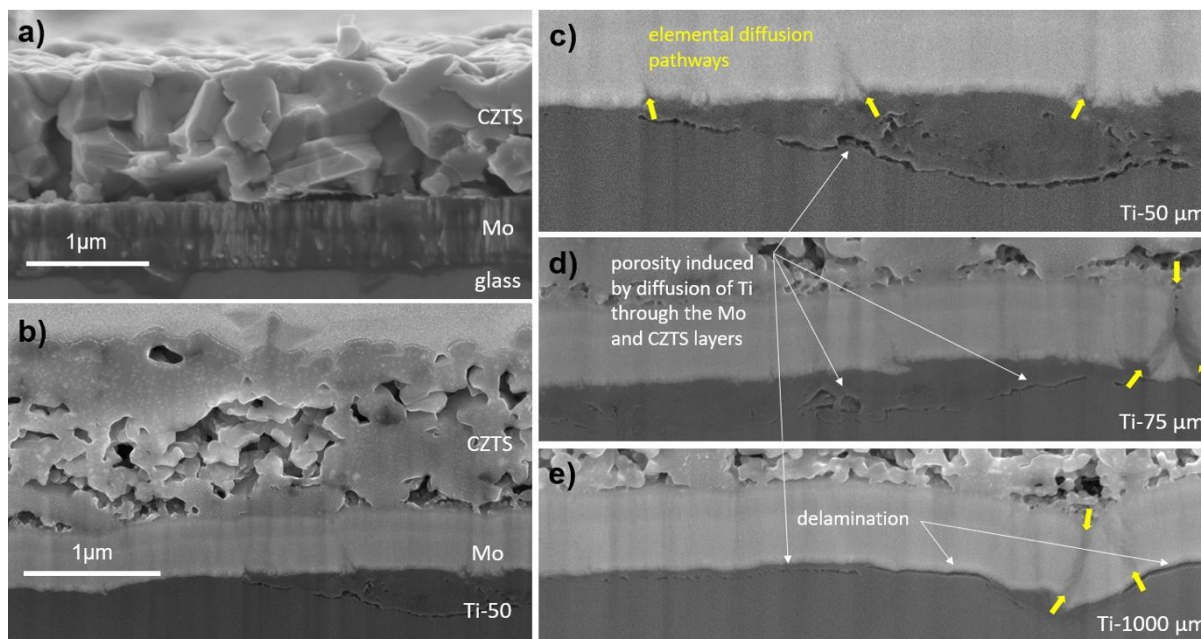 a)
CZTS
Mo
1μm
glass
b)
CZTS
1μm
Mo
Ti-50
c)
elemental diffusion
pathways
Ti-50 μm
d)
porosity induced
by diffusion of Ti
through the Mo
and CZTS layers
Ti-75 μm
e)
delamination
Ti-1000 μm